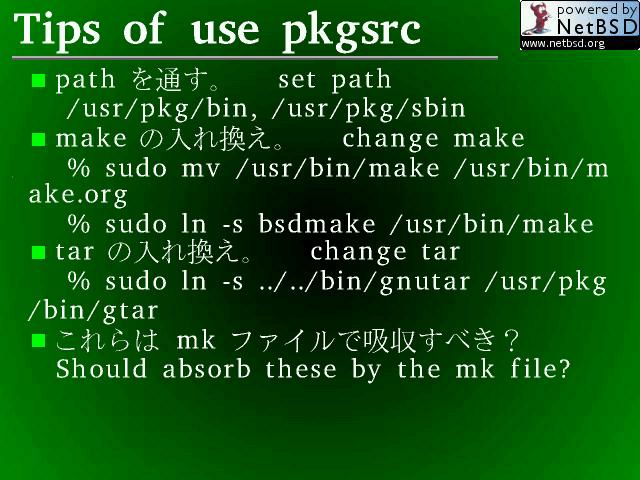 Tips of use pkgsrc
powered by
NetBSD
www.netbsd.org
path を通す。 set path
/usr/pkg/bin, /usr/pkg/sbin
make の入れ換え。 change make
% sudo mv /usr/bin/make /usr/bin/m
ake.org
% sudo ln -s bsdmake /usr/bin/make
tar の入れ換え。 change tar
% sudo ln -s ../../bin/gnutar /usr/pkg
/bin/gtar
これらは mk ファイルで吸収すべき？
Should absorb these by the mk file?